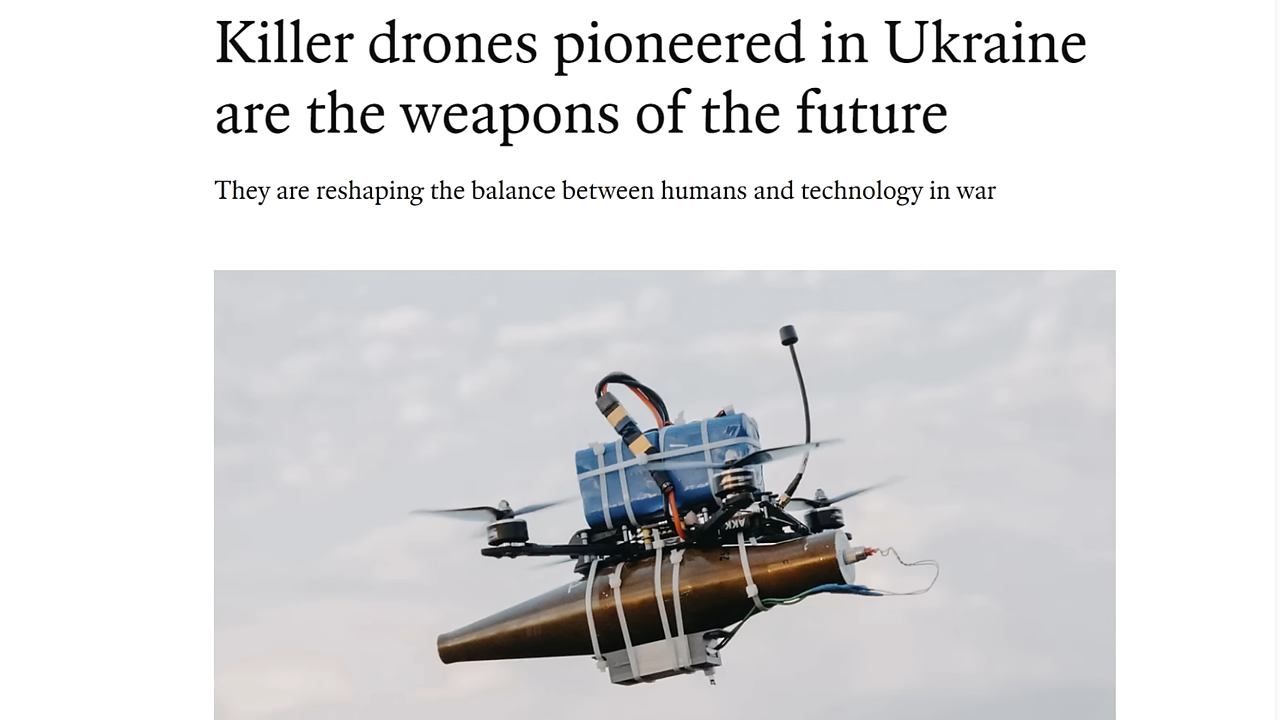 Killer drones pioneered in Ukraine
are the weapons of the future
They are reshaping the balance between humans and technology in war
AKK